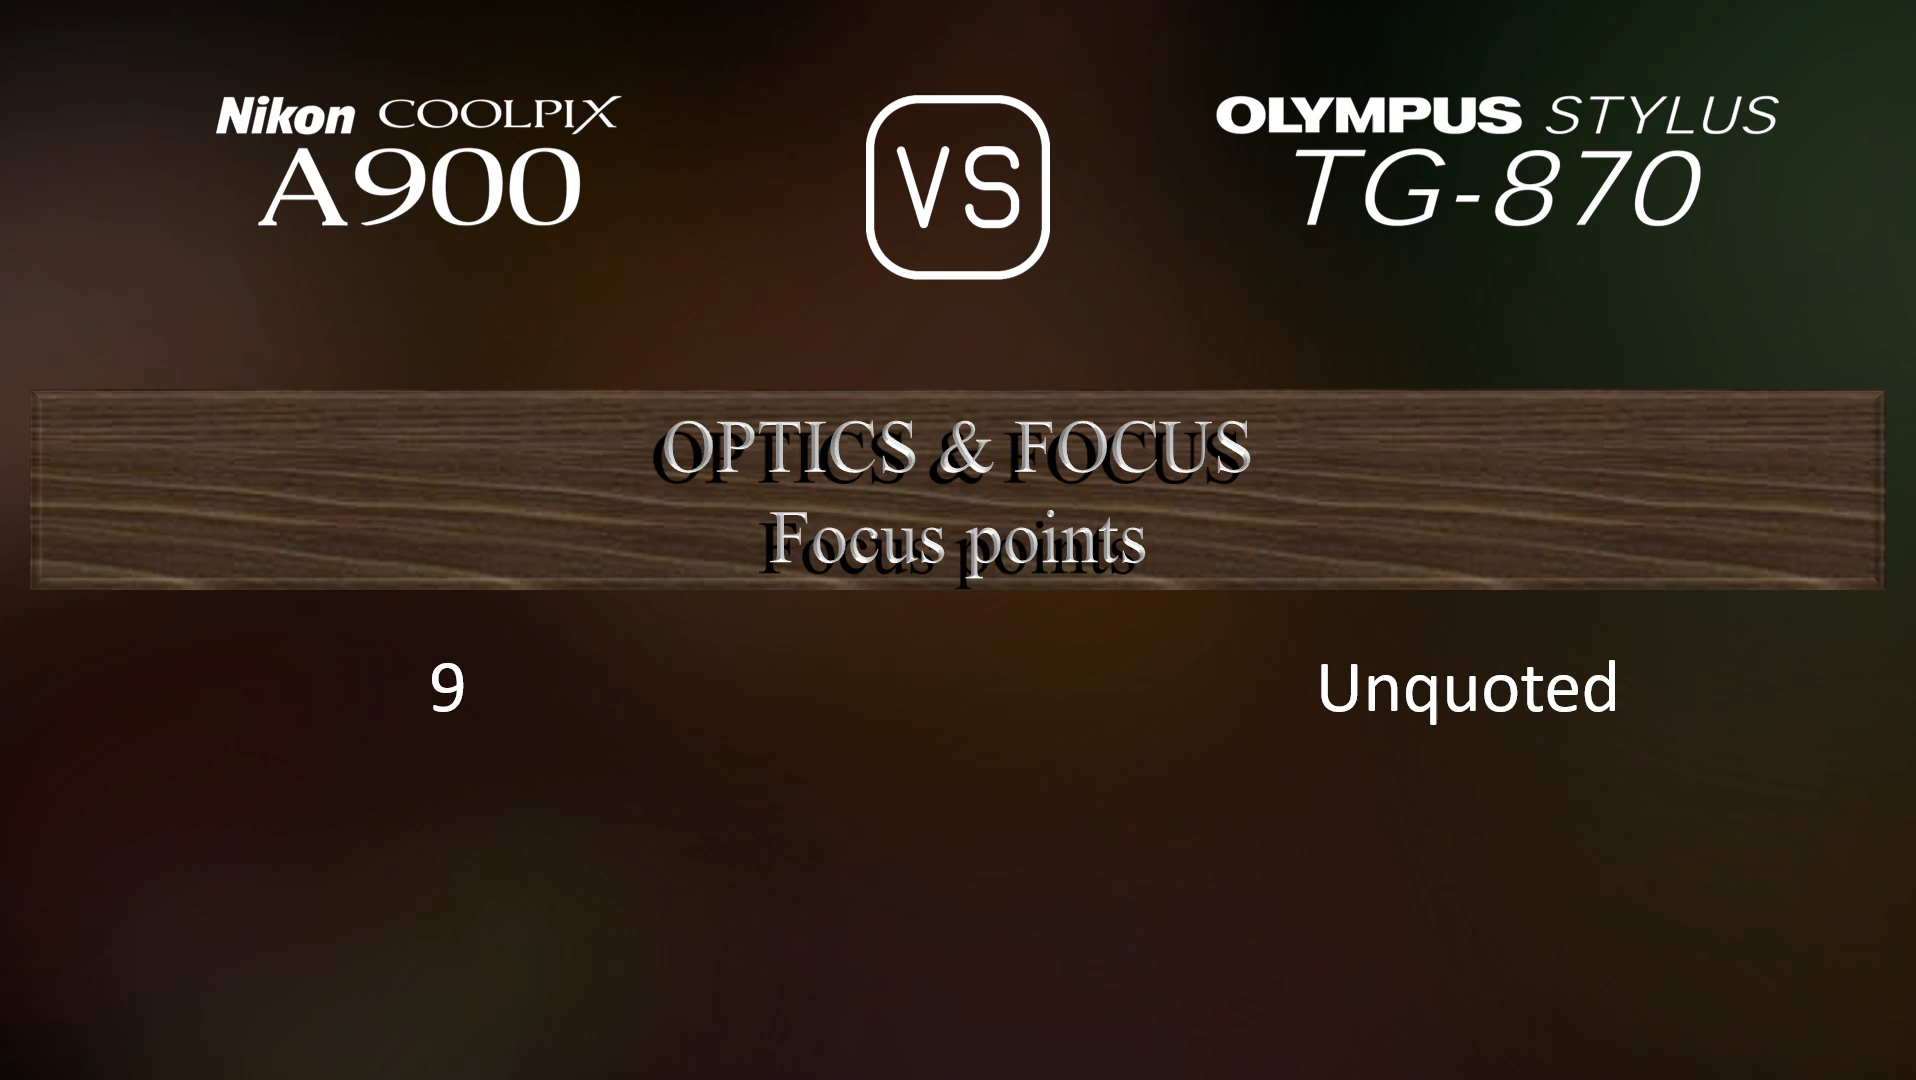 Nikon COOLPIX
A900
VS
OLYMPUS STYLUS
TG-870
OPTICS & FOCUS
Focus points
9
Unquoted